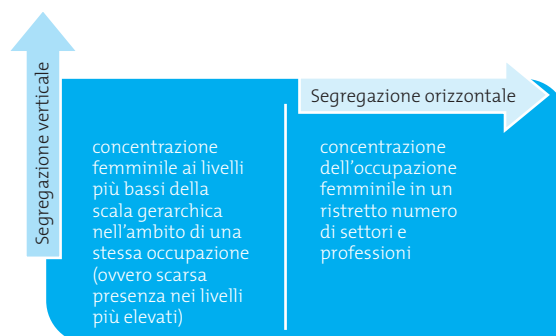 Segregazione verticale
Segregazione orizzontale
concentrazione
femminile ai livelli
più bassi della
scala gerarchica
nell'ambito di una
stessa occupazione
(ovvero scarsa
presenza nei livelli
più elevati)
concentrazione
dell'occupazione
femminile in un
ristretto numero
di settori e
professioni